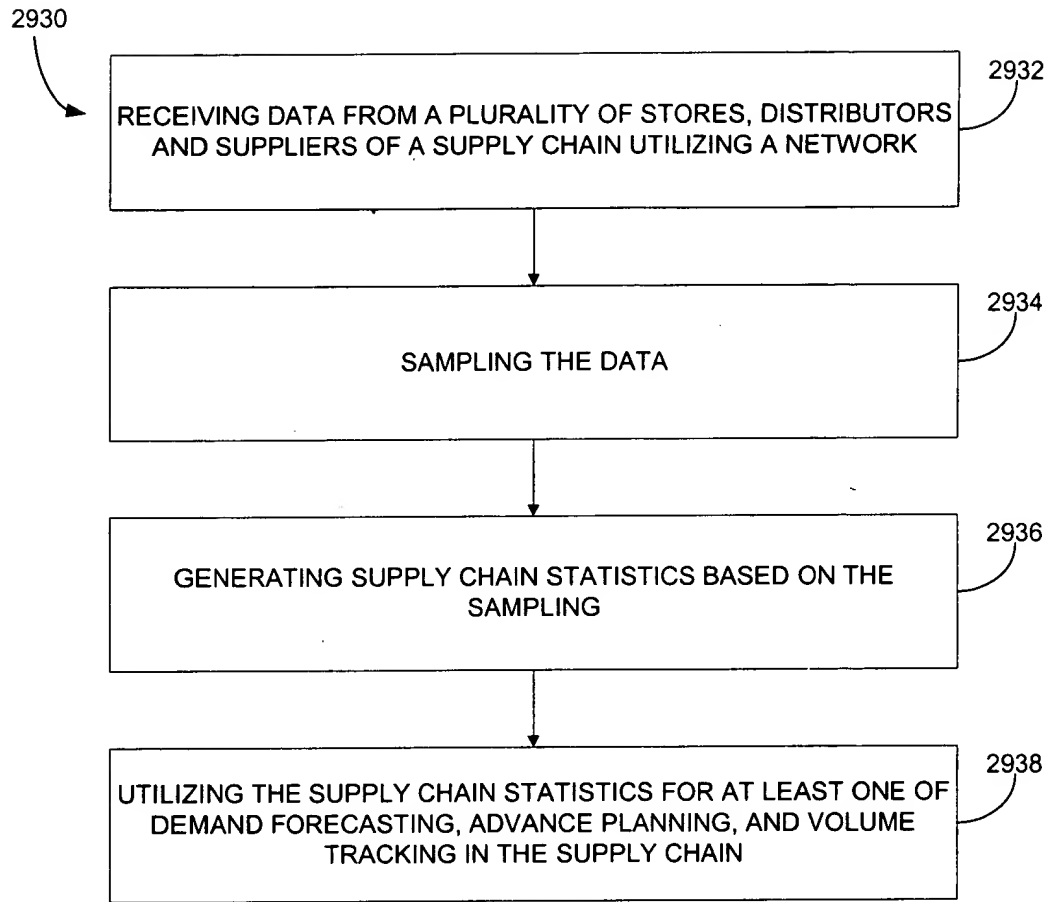 2930
2932
RECEIVING DATA FROM A PLURALITY OF STORES, DISTRIBUTORS
AND SUPPLIERS OF A SUPPLY CHAIN UTILIZING A NETWORK
2934
SAMPLING THE DATA
2936
GENERATING SUPPLY CHAIN STATISTICS BASED ON THE
SAMPLING
2938
UTILIZING THE SUPPLY CHAIN STATISTICS FOR AT LEAST ONE OF
DEMAND FORECASTING, ADVANCE PLANNING, AND VOLUME
TRACKING IN THE SUPPLY CHAIN